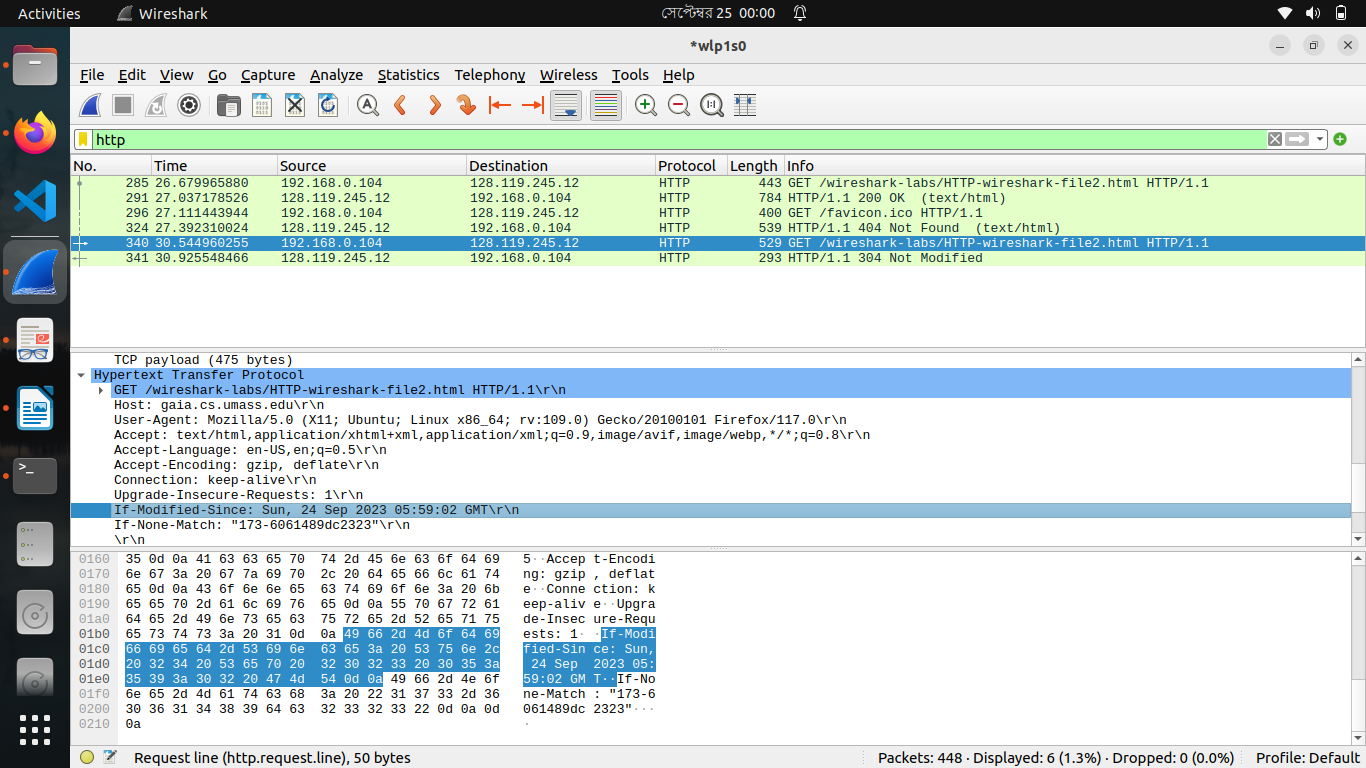 Activities Wireshark সেপ্টেম্বর 25 00:00
*wlp1s0
File Edit View Go Capture Analyze Statistics Telephony Wireless Tools Help
http
No. Time Source Destination Protocol Length Info
285 26.679965880 192.168.0.104 128.119.245.12 HTTP 443 GET /wireshark-labs/HTTP-wireshark-file2.html HTTP/1.1
291 27.037178526 128.119.245.12 192.168.0.104 HTTP 784 HTTP/1.1 200 OK (text/html)
296 27.111443944 192.168.0.104 128.119.245.12 HTTP 400 GET /favicon.ico HTTP/1.1
324 27.392310024 128.119.245.12 192.168.0.104 HTTP 539 HTTP/1.1 404 Not Found (text/html)
340 30.544960255 192.168.0.104 128.119.245.12 HTTP 529 GET /wireshark-labs/HTTP-wireshark-file2.html HTTP/1.1
341 30.925548466 128.119.245.12 192.168.0.104 HTTP 293 HTTP/1.1 304 Not Modified
TCP payload (475 bytes)
Hypertext Transfer Protocol
GET /wireshark-labs/HTTP-wireshark-file2.html HTTP/1.1\r\n
Host: gaia.cs.umass.edu\r\n
User-Agent: Mozilla/5.0 (X11; Ubuntu; Linux x86_64; rv:109.0) Gecko/20100101 Firefox/117.0\r\n
Accept: text/html,application/xhtml+xml,application/xml;q=0.9,image/avif,image/webp,*/*;q=0.8\r\n
Accept-Language: en-US,en;q=0.5\r\n
Accept-Encoding: gzip, deflate\r\n
Connection: keep-alive\r\n
Upgrade-Insecure-Requests: 1\r\n
If-Modified-Since: Sun, 24 Sep 2023 05:59:02 GMT\r\n
If-None-Match: "173-6061489dc2323"\r\n
\r\n
0160 35 0d 0a 41 63 63 65 70 74 2d 45 6e 63 6f 64 69 5··Accep t-Encodi
0170 6e 67 3a 20 67 7a 69 70 2c 20 64 65 66 6c 61 74 ng: gzip , deflat
0180 65 0d 0a 43 6f 6e 6e 65 63 74 69 6f 6e 3a 20 6b e··Conne ction: k
0190 65 65 70 2d 61 6c 69 76 65 0d 0a 55 70 67 72 61 eep-aliv e··Upgra
01a0 64 65 2d 49 6e 73 65 63 75 72 65 2d 52 65 71 75 de-Insec ure-Requ
01b0 65 73 74 73 3a 20 31 0d 0a 49 66 2d 4d 6f 64 69 ests: 1· ·If-Modi
01c0 66 69 65 64 2d 53 69 6e 63 65 3a 20 53 75 6e 2c fied-Sin ce: Sun,
01d0 20 32 34 20 53 65 70 20 32 30 32 33 20 30 35 3a 24 Sep 2023 05:
01e0 35 39 3a 30 32 20 47 4d 54 0d 0a 49 66 2d 4e 6f 59:02 GM T··If-No
01f0 6e 65 2d 4d 61 74 63 68 3a 20 22 31 37 33 2d 36 ne-Match : "173-6
0200 30 36 31 34 38 39 64 63 32 33 32 33 22 0d 0a 0d 061489dc 2323"···
0210 0a ·
Request line (http.request.line), 50 bytes Packets: 448 · Displayed: 6 (1.3%) · Dropped: 0 (0.0%) Profile: Default